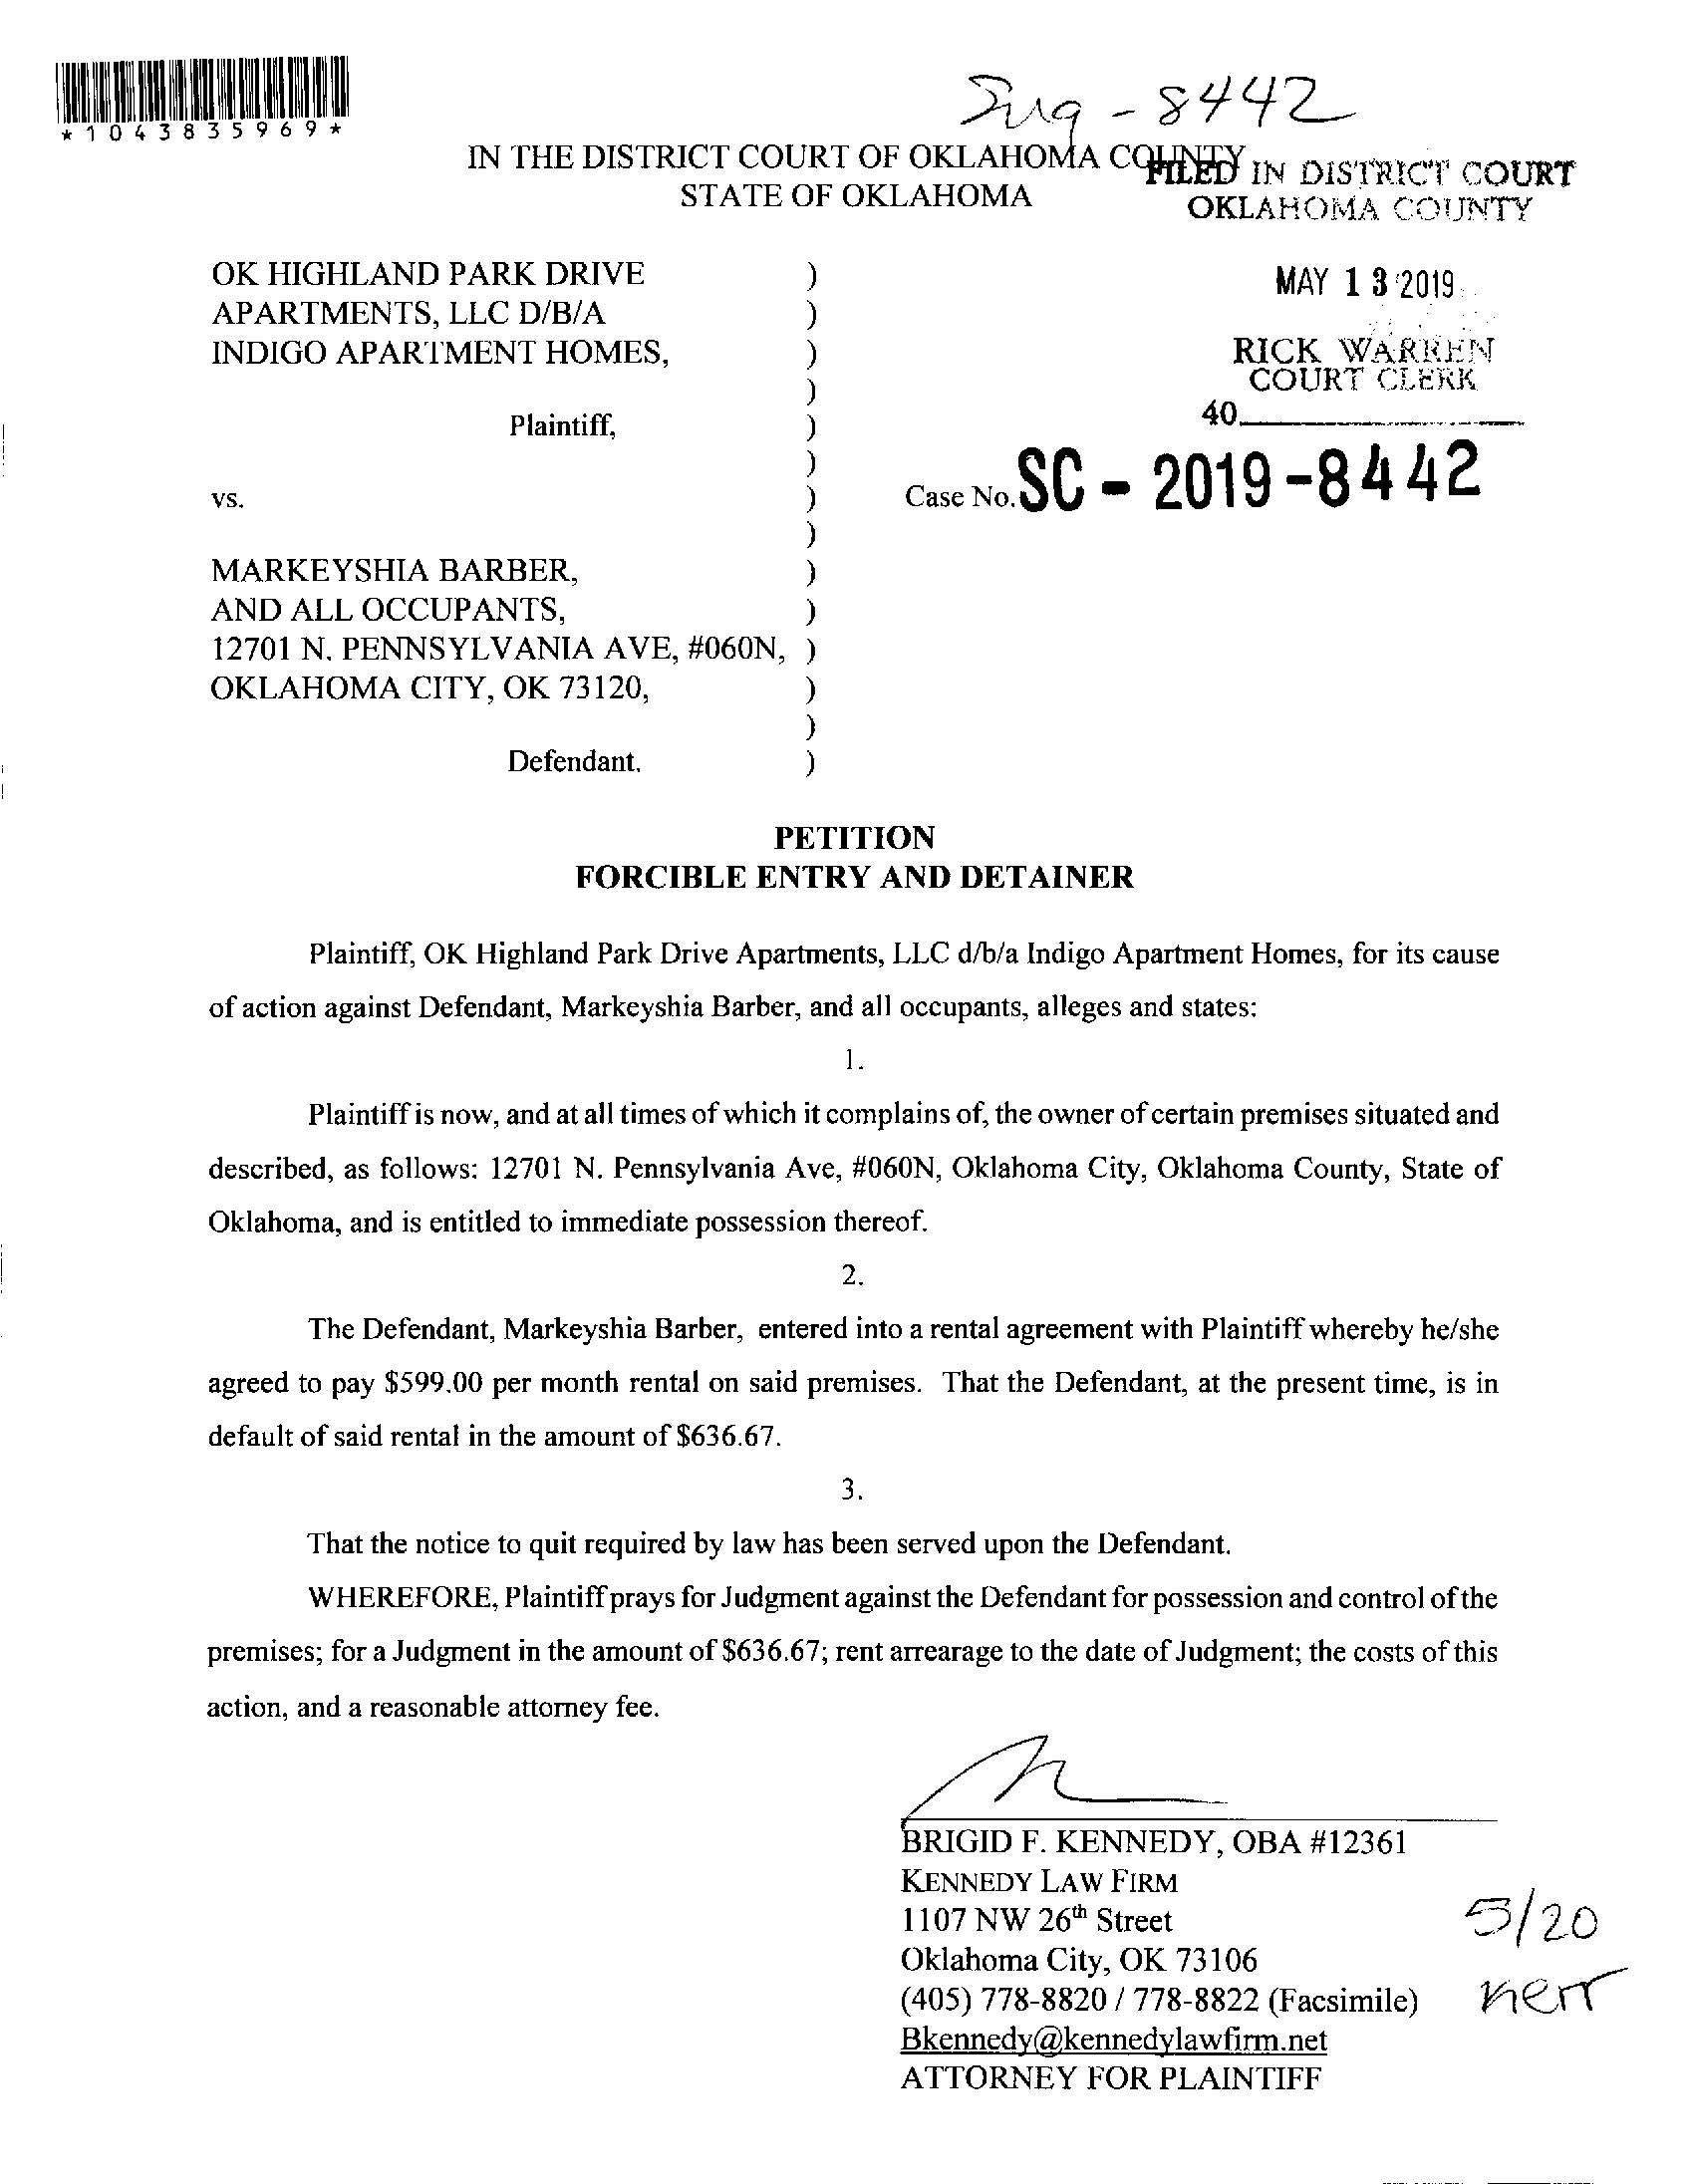 *1043835969*
- 8442
IN THE DISTRICT COURT OF OKLAHOMA COUNTY
STATE OF OKLAHOMA
FILED IN DISTRICT COURT
OKLAHOMA COUNTY
MAY 13 2019
RICK WARREN
COURT CLERK
40
OK HIGHLAND PARK DRIVE )
APARTMENTS, LLC D/B/A )
INDIGO APARTMENT HOMES, )
)
Plaintiff, )
)
vs. ) Case No. SC - 2019 - 8442
)
MARKEYSHIA BARBER, )
AND ALL OCCUPANTS, )
12701 N. PENNSYLVANIA AVE, #060N, )
OKLAHOMA CITY, OK 73120, )
)
Defendant. )
PETITION
FORCIBLE ENTRY AND DETAINER
Plaintiff, OK Highland Park Drive Apartments, LLC d/b/a Indigo Apartment Homes, for its cause
of action against Defendant, Markeyshia Barber, and all occupants, alleges and states:
1.
Plaintiff is now, and at all times of which it complains of, the owner of certain premises situated and
described, as follows: 12701 N. Pennsylvania Ave, #060N, Oklahoma City, Oklahoma County, State of
Oklahoma, and is entitled to immediate possession thereof.
2.
The Defendant, Markeyshia Barber, entered into a rental agreement with Plaintiff whereby he/she
agreed to pay $599.00 per month rental on said premises. That the Defendant, at the present time, is in
default of said rental in the amount of $636.67.
3.
That the notice to quit required by law has been served upon the Defendant.
WHEREFORE, Plaintiff prays for Judgment against the Defendant for possession and control of the
premises; for a Judgment in the amount of $636.67; rent arrearage to the date of Judgment; the costs of this
action, and a reasonable attorney fee.
BRIGID F. KENNEDY, OBA #12361
KENNEDY LAW FIRM
1107 NW 26th Street
Oklahoma City, OK 73106
(405) 778-8820 / 778-8822 (Facsimile)
Bkennedy@kennedylawfirm.net
ATTORNEY FOR PLAINTIFF
5/20
Kerr